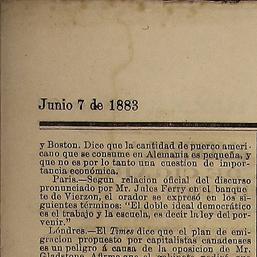 Junio 7 de 1883
y Boston. Dice que la cantidad de puerco ameri-
cano que se consume en Alemania es pequeña, y
que no es por lo tanto una cuestion de impor-
tancia económica.
Paris.—Segun relacion oficial del discurso
pronunciado por Mr. Jules Ferry en el banque
te de Vierzon, el orador se expresó en los si-
guientes términos: "El doble ideal democrático
es el trabajo y la escuela, es decir la ley del por-
venir."
Lóndres.—El Times dice que el plan de emi-
gracion propuesto por capitalistas canadenses
es un peligro á causa de la oposicion de Mr.
Gladstone. Afirma que el gabinete